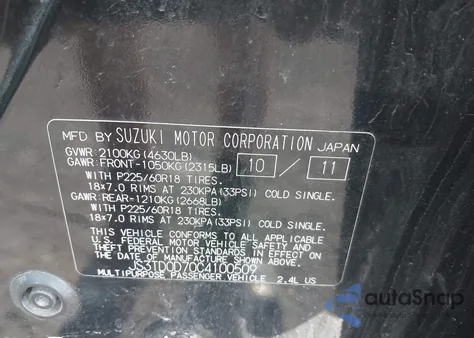 MFD BY SUZUKI MOTOR CORPORATION JAPAN
GVWR: 2100KG (4630LB)
GAWR: FRONT-1050KG (2315LB) 10 / 11
WITH P225/60R18 TIRES.
18×7.0 RIMS AT 230KPA (33PSI) COLD SINGLE.
GAWR: REAR-1210KG (2668LB)
WITH P225/60R18 TIRES.
18×7.0 RIMS AT 230KPA (33PSI) COLD SINGLE.
THIS VEHICLE CONFORMS TO ALL APPLICABLE
U.S. FEDERAL MOTOR VEHICLE SAFETY AND
THEFT PREVENTION STANDARDS IN EFFECT ON
THE DATE OF MANUFACTURE SHOWN ABOVE.
JS3TD0D70C4100509
MULTIPURPOSE PASSENGER VEHICLE 2.4L US
autoSnap